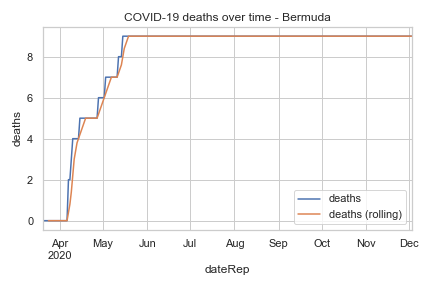 COVID-19 deaths over time - Bermuda
deaths
8
6
4
2
0
deaths
deaths (rolling)
Apr May Jun Jul Aug Sep Oct Nov Dec
2020
dateRep